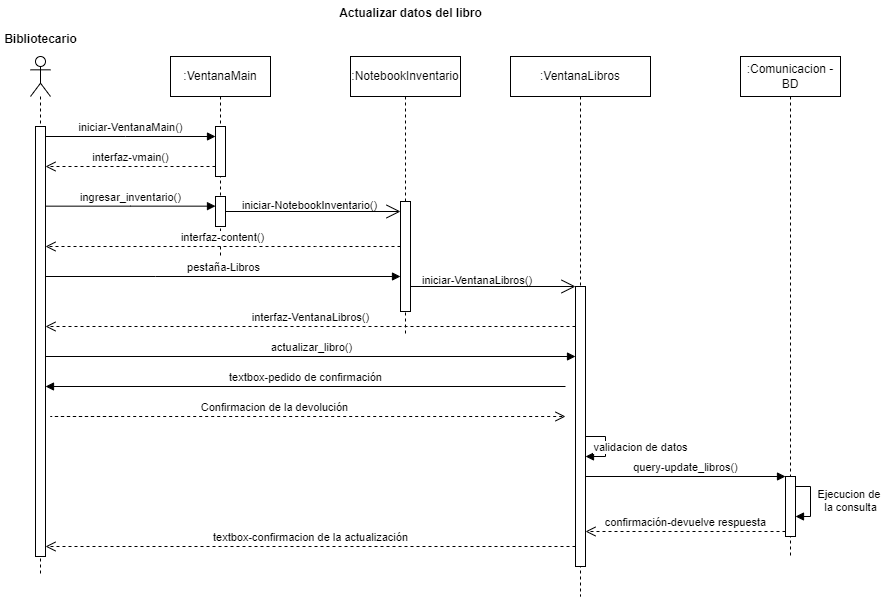 Actualizar datos del libro
Bibliotecario
:VentanaMain
:NotebookInventario
:VentanaLibros
:Comunicacion -
BD
iniciar-VentanaMain()
interfaz-vmain()
ingresar_inventario()
iniciar-NotebookInventario()
interfaz-content()
pestaña-Libros
iniciar-VentanaLibros()
interfaz-VentanaLibros()
actualizar_libro()
textbox-pedido de confirmación
Confirmacion de la devolución
validacion de datos
query-update_libros()
Ejecucion de
la consulta
confirmación-devuelve respuesta
textbox-confirmacion de la actualización